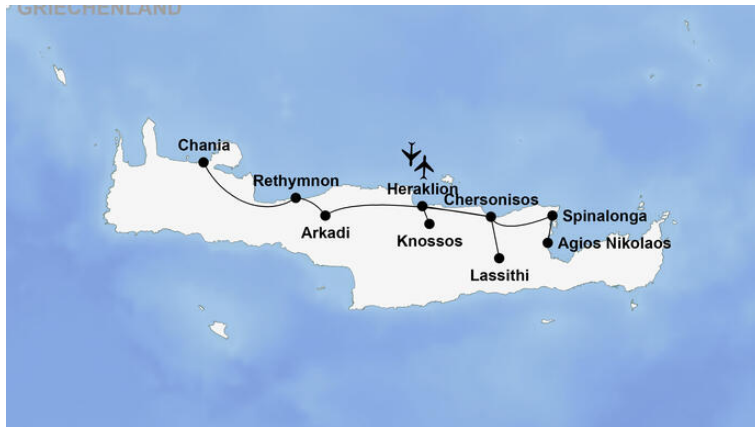 GRIECHENLAND
Chania
Rethymnon
Heraklion
Chersonisos
Spinalonga
Arkadi
Knossos
Agios Nikolaos
Lassithi